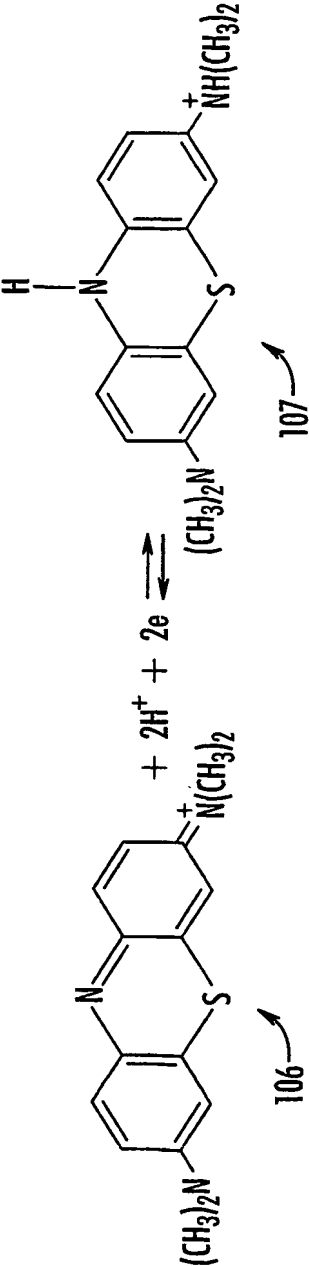 N
(CH3)2N
S
+
N(CH3)2
106
+ 2H+ + 2e
H
N
(CH3)2N
S
+
NH(CH3)2
107